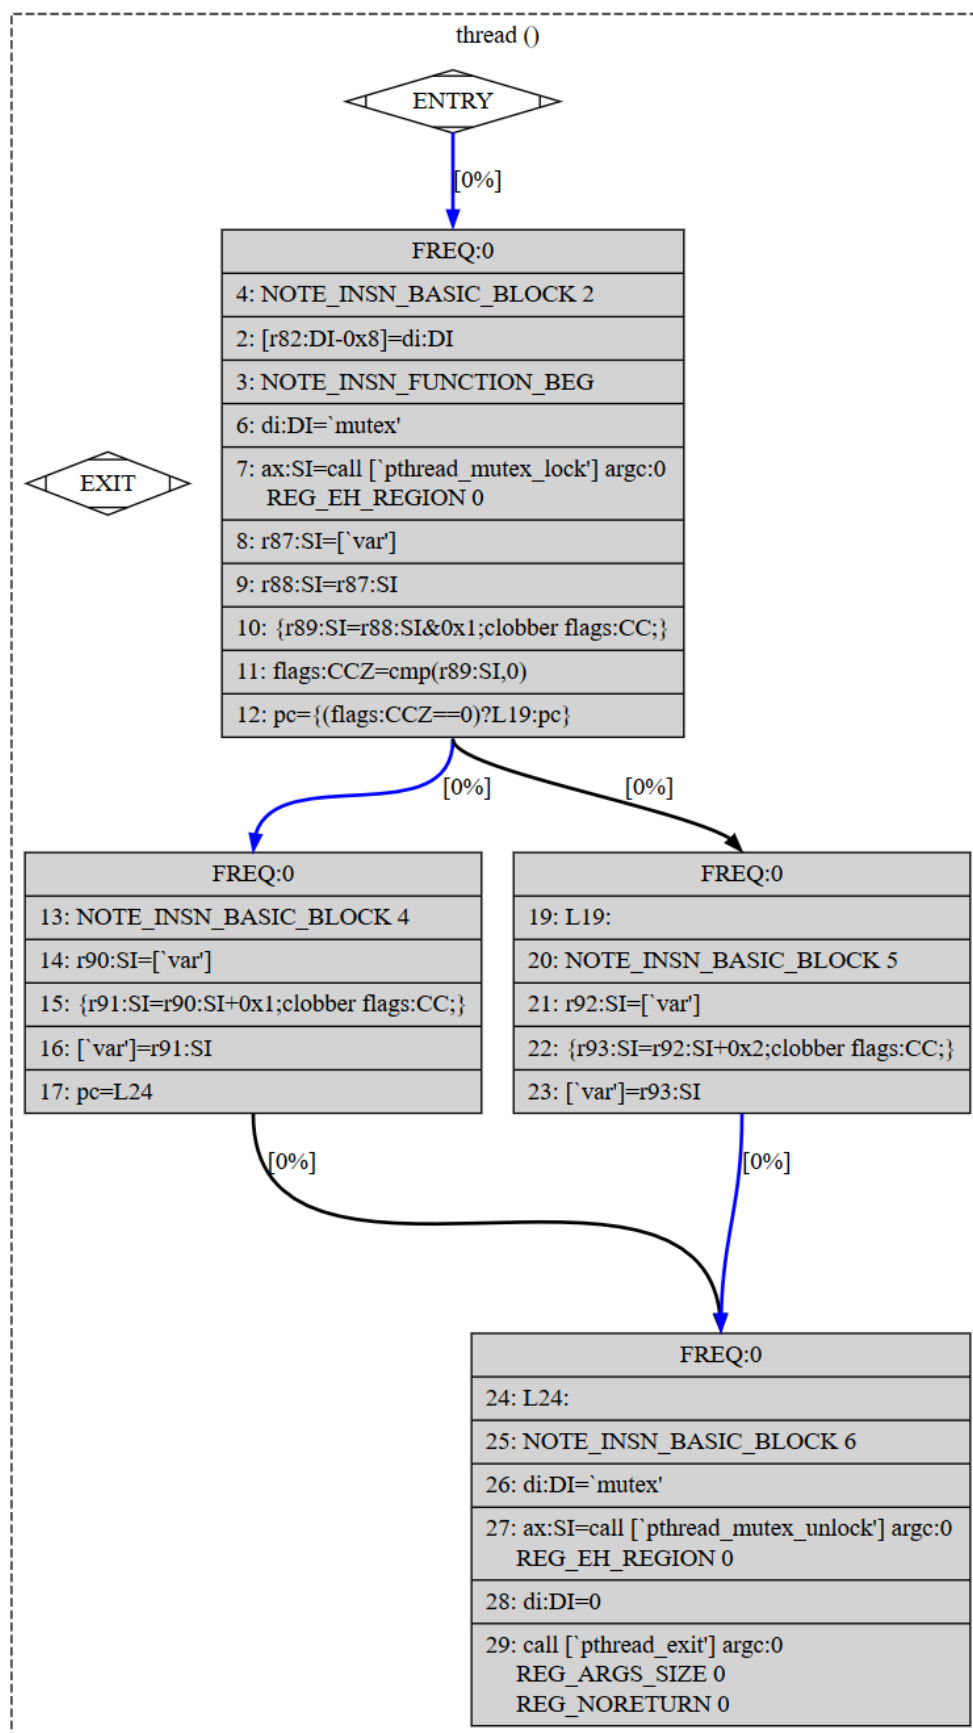 thread ()
ENTRY
[0%]
FREQ:0
4: NOTE_INSN_BASIC_BLOCK 2
2: [r82:DI-0x8]=di:DI
3: NOTE_INSN_FUNCTION_BEG
6: di:DI=`mutex'
7: ax:SI=call [`pthread_mutex_lock'] argc:0
REG_EH_REGION 0
8: r87:SI=[`var']
9: r88:SI=r87:SI
10: {r89:SI=r88:SI&0x1;clobber flags:CC;}
11: flags:CCZ=cmp(r89:SI,0)
12: pc={(flags:CCZ==0)?L19:pc}
EXIT
[0%]
[0%]
FREQ:0
13: NOTE_INSN_BASIC_BLOCK 4
14: r90:SI=[`var']
15: {r91:SI=r90:SI+0x1;clobber flags:CC;}
16: [`var']=r91:SI
17: pc=L24
FREQ:0
19: L19:
20: NOTE_INSN_BASIC_BLOCK 5
21: r92:SI=[`var']
22: {r93:SI=r92:SI+0x2;clobber flags:CC;}
23: [`var']=r93:SI
[0%]
[0%]
FREQ:0
24: L24:
25: NOTE_INSN_BASIC_BLOCK 6
26: di:DI=`mutex'
27: ax:SI=call [`pthread_mutex_unlock'] argc:0
REG_EH_REGION 0
28: di:DI=0
29: call [`pthread_exit'] argc:0
REG_ARGS_SIZE 0
REG_NORETURN 0